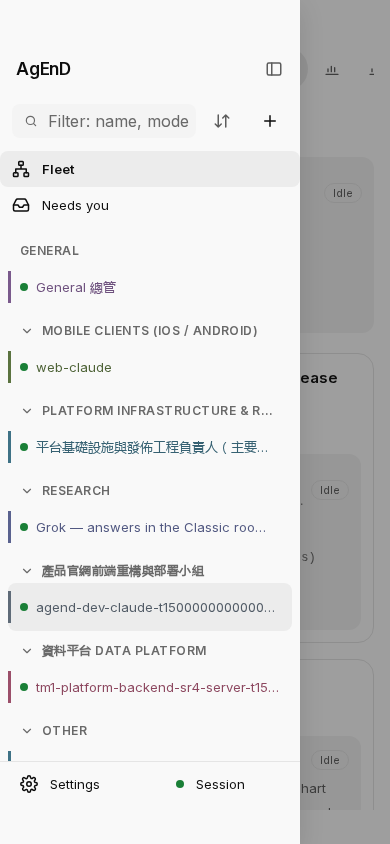 AgEnD
Filter: name, mode
Fleet
Needs you
GENERAL
General 總管
MOBILE CLIENTS (IOS / ANDROID)
web-claude
PLATFORM INFRASTRUCTURE & R…
平台基礎設施與發佈工程負責人（主要…
RESEARCH
Grok — answers in the Classic roo…
產品官網前端重構與部署小組
agend-dev-claude-t1500000000000…
資料平台 DATA PLATFORM
tm1-platform-backend-sr4-server-t15…
OTHER
Settings
Session
Idle
ease
Idle
s)
Idle
hart